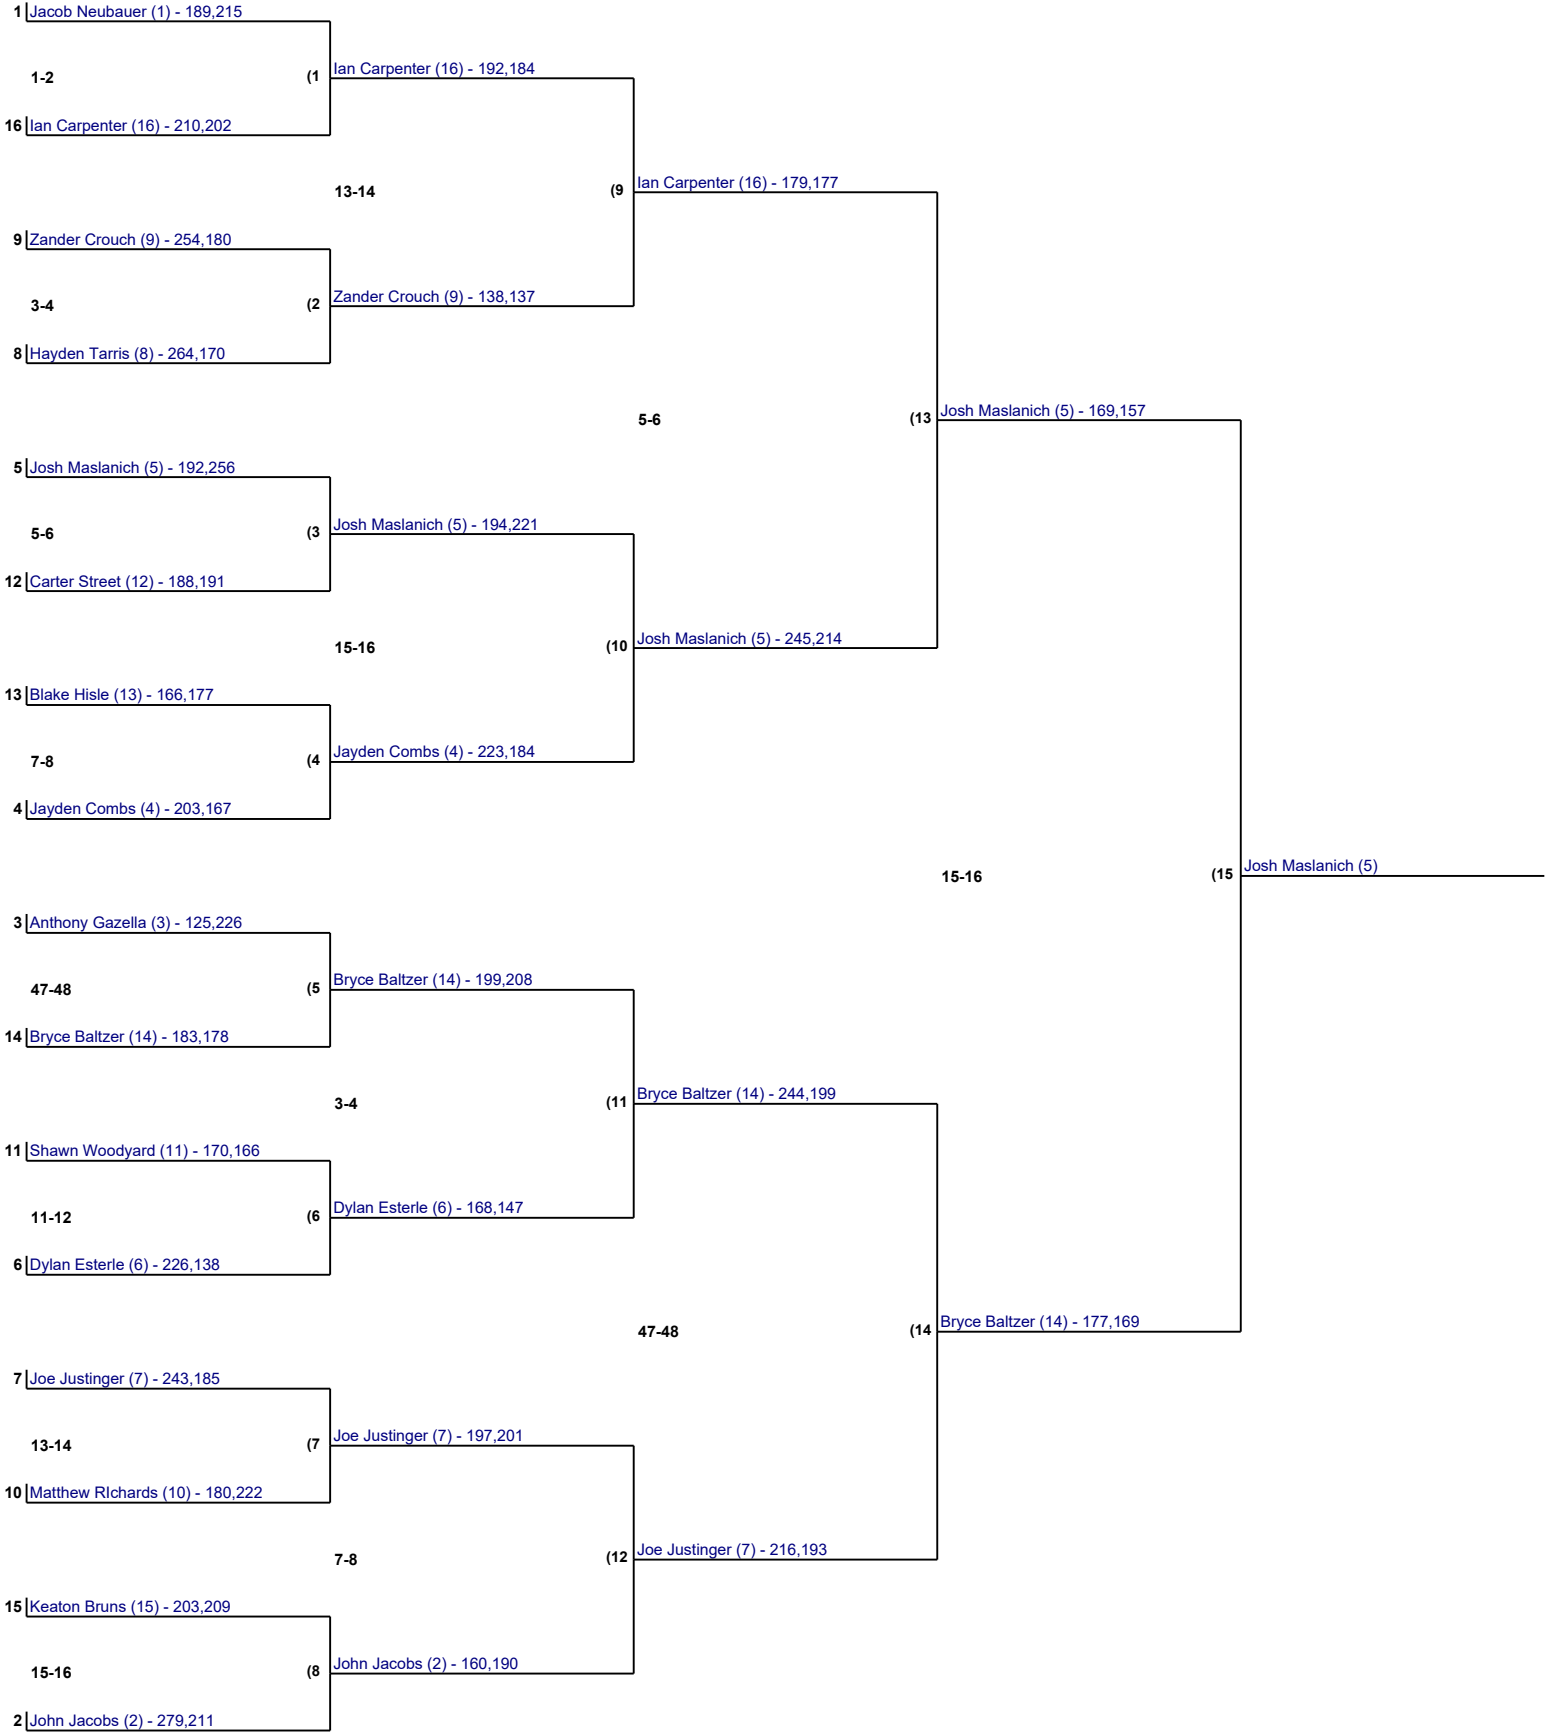 1 Jacob Neubauer (1) - 189,215
Ian Carpenter (16) - 192,184
1-2 (1
16 Ian Carpenter (16) - 210,202
Ian Carpenter (16) - 179,177
13-14 (9
9 Zander Crouch (9) - 254,180
Zander Crouch (9) - 138,137
3-4 (2
8 Hayden Tarris (8) - 264,170
Josh Maslanich (5) - 169,157
5-6 (13
5 Josh Maslanich (5) - 192,256
Josh Maslanich (5) - 194,221
5-6 (3
12 Carter Street (12) - 188,191
Josh Maslanich (5) - 245,214
15-16 (10
13 Blake Hisle (13) - 166,177
Jayden Combs (4) - 223,184
7-8 (4
4 Jayden Combs (4) - 203,167
Josh Maslanich (5)
15-16 (15
3 Anthony Gazella (3) - 125,226
Bryce Baltzer (14) - 199,208
47-48 (5
14 Bryce Baltzer (14) - 183,178
Bryce Baltzer (14) - 244,199
3-4 (11
11 Shawn Woodyard (11) - 170,166
Dylan Esterle (6) - 168,147
11-12 (6
6 Dylan Esterle (6) - 226,138
Bryce Baltzer (14) - 177,169
47-48 (14
7 Joe Justinger (7) - 243,185
Joe Justinger (7) - 197,201
13-14 (7
10 Matthew RIchards (10) - 180,222
Joe Justinger (7) - 216,193
7-8 (12
15 Keaton Bruns (15) - 203,209
John Jacobs (2) - 160,190
15-16 (8
2 John Jacobs (2) - 279,211